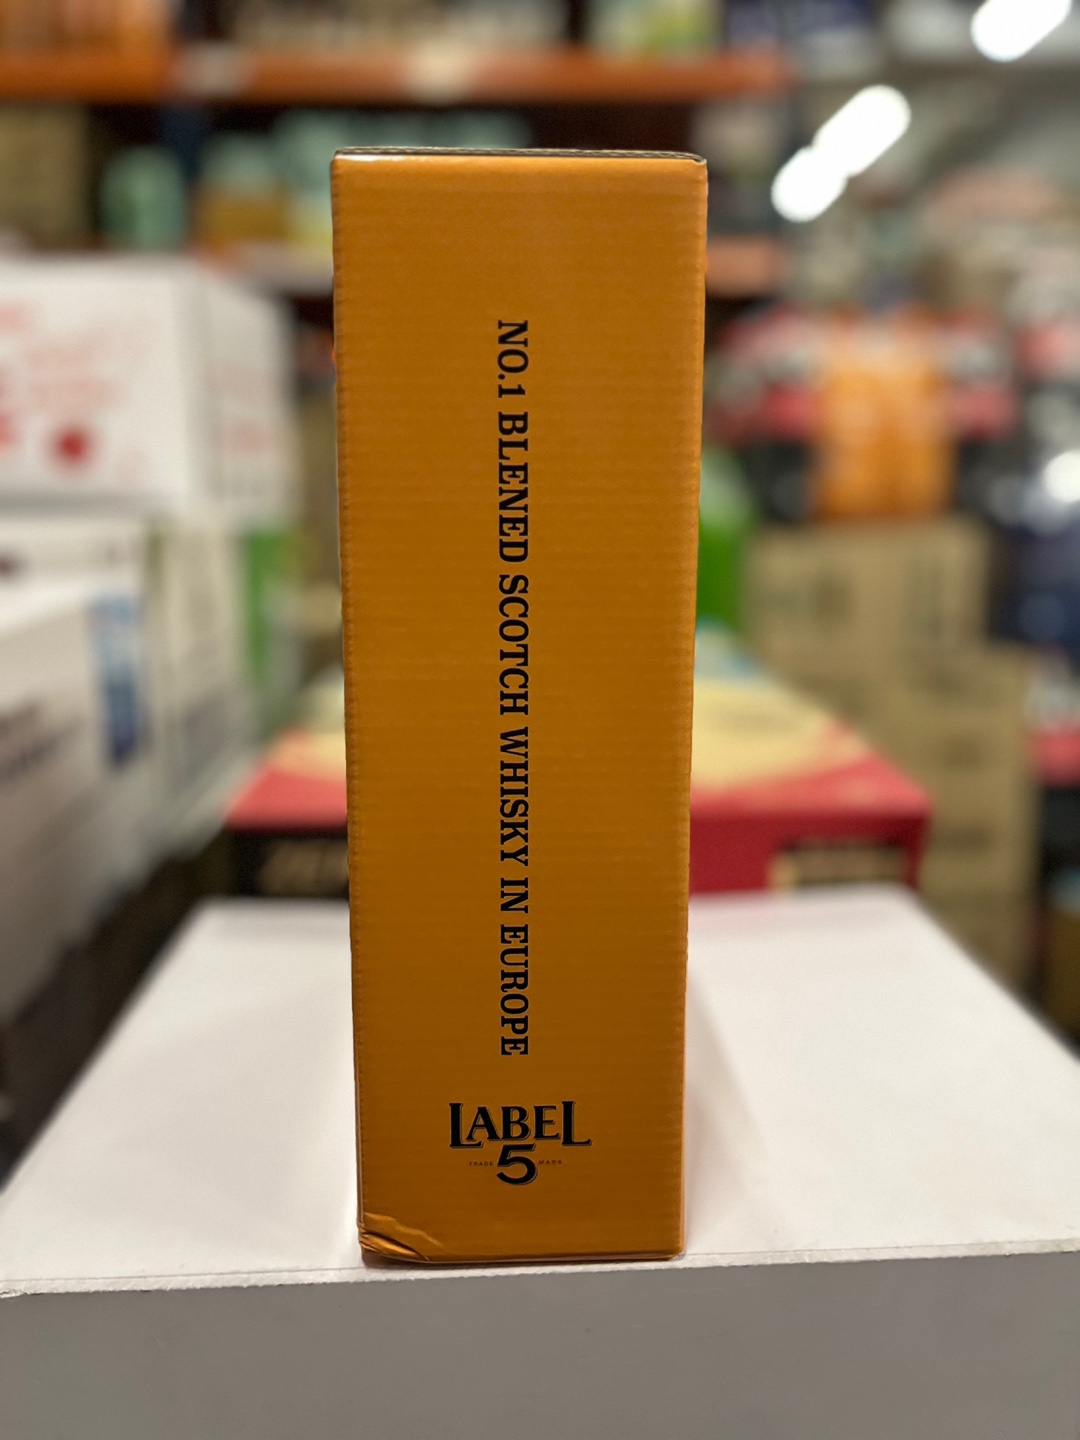 NO.1 BLENED SCOTCH WHISKY IN EUROPE
LABEL
5
TRADE MARK